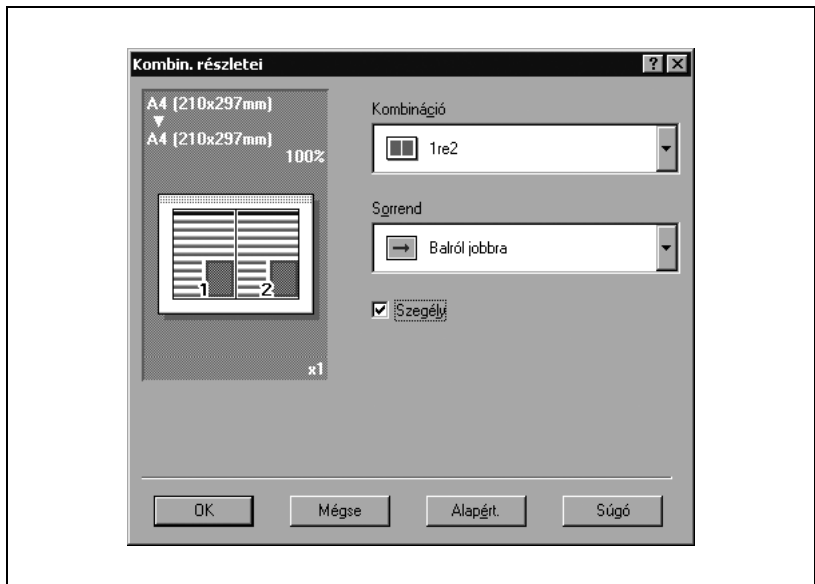 Kombin. részletei
A4 (210x297mm)
A4 (210x297mm)
100%
1 2
x1
Kombináció
1re2
Sorrend
Balról jobbra
Szegély
OK Mégse Alapért. Súgó